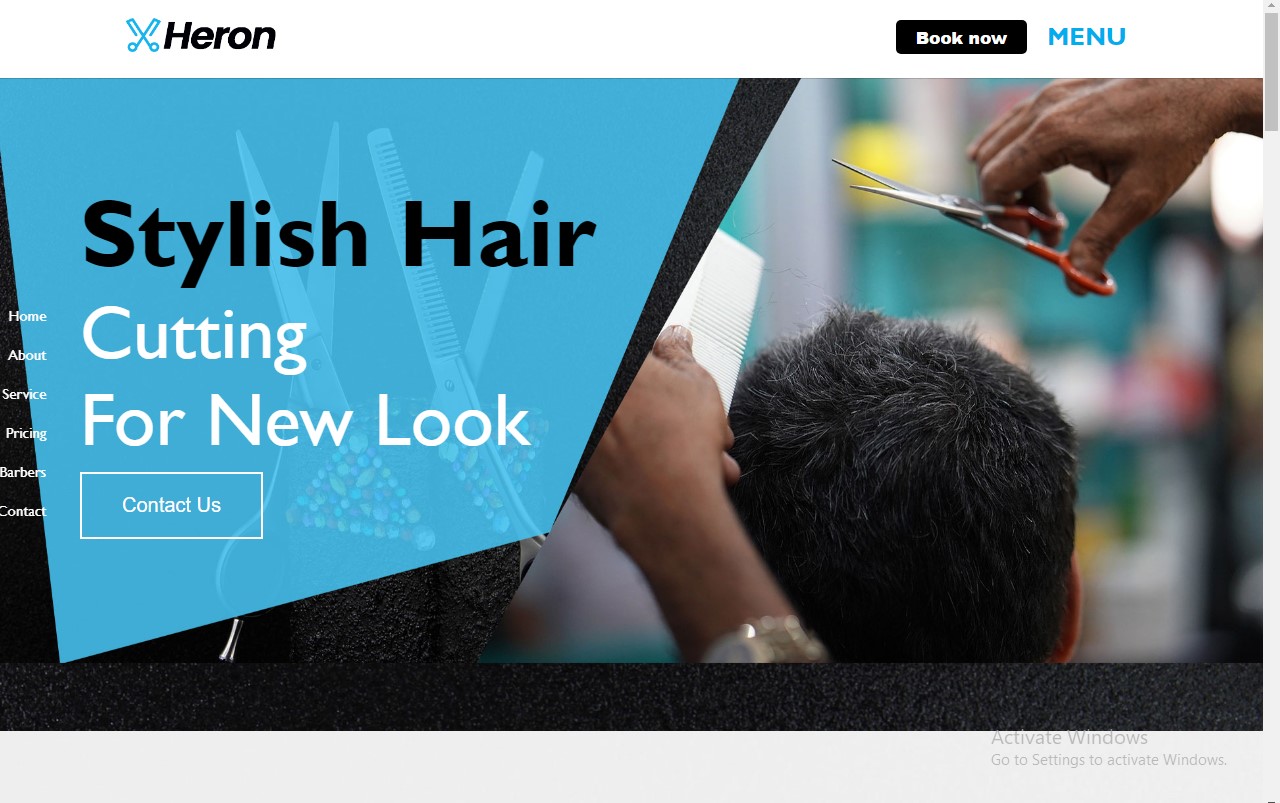 Heron
Book now
MENU
Stylish Hair
Cutting
For New Look
Contact Us
Home
About
Service
Pricing
Barbers
Contact
Activate Windows
Go to Settings to activate Windows.